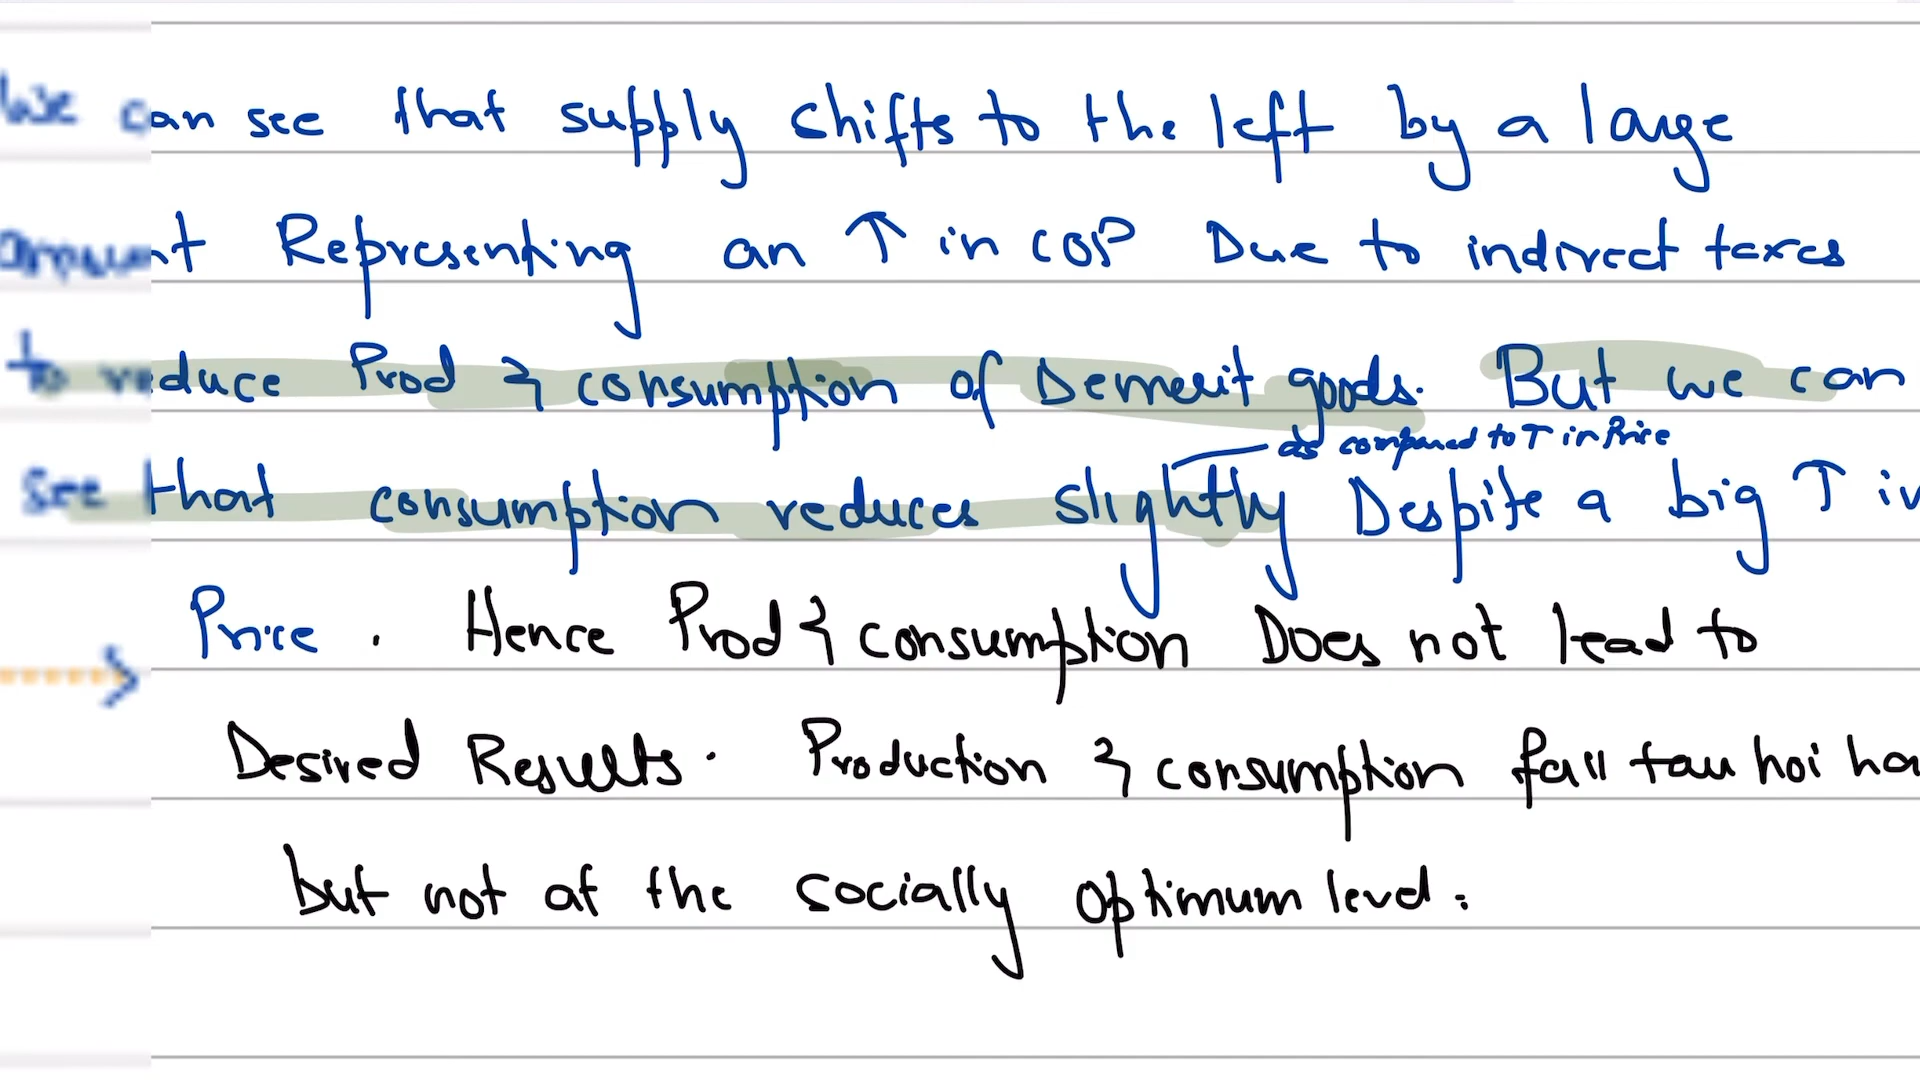 We can see that supply shifts to the left by a large
amount Representing an ↑ in COP Due to indirect taxes
to reduce Prod & consumption of Demerit goods. But we can
as compared to ↑ in Price
see that consumption reduces slightly Despite a big ↑ in
Price. Hence Prod & consumption Does not lead to
Desired Results. Production & consumption fall tau hoi ha
but not at the socially optimum level.